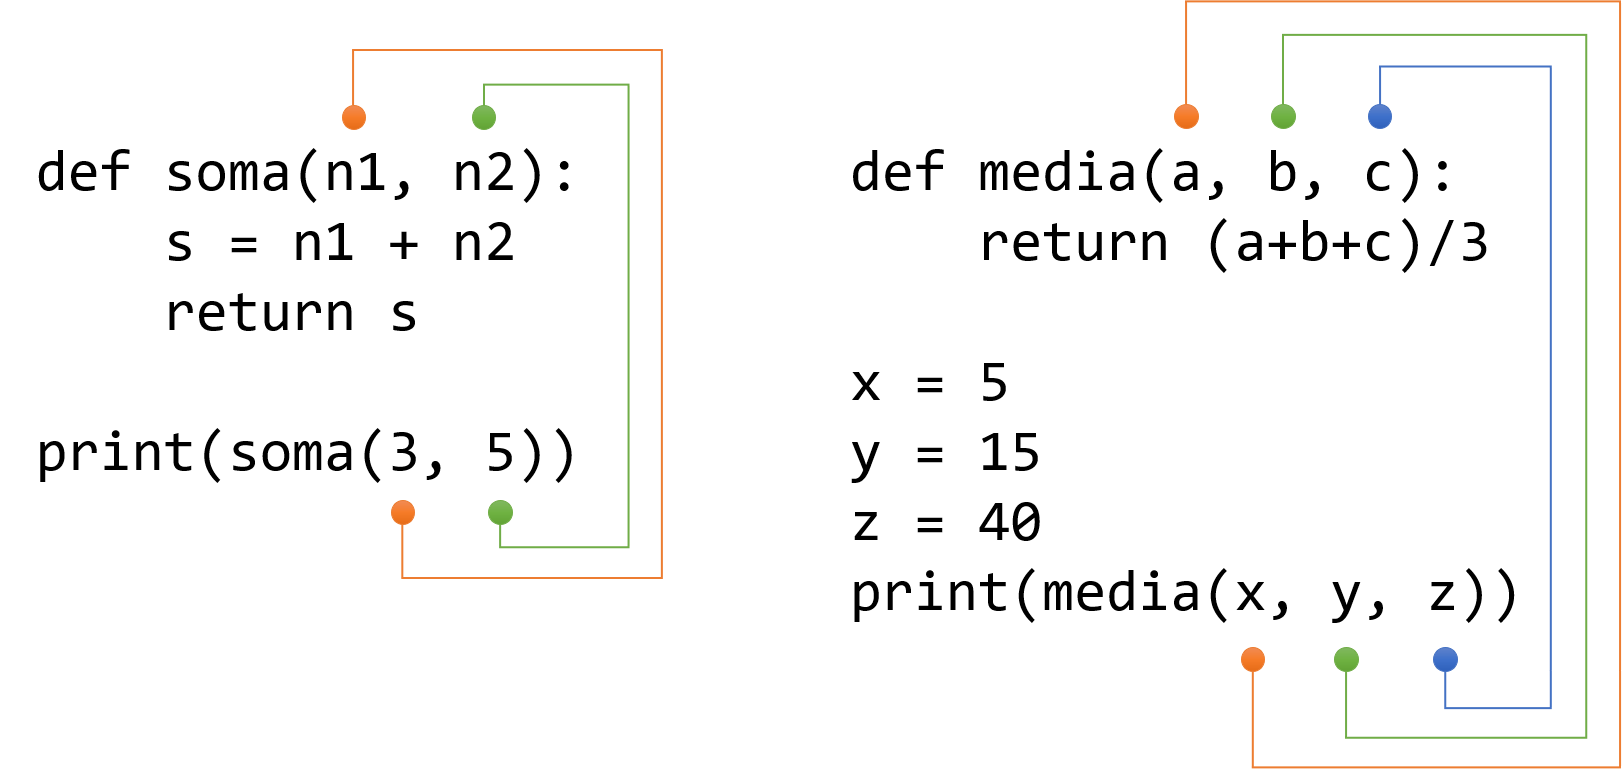 def soma(n1, n2):
    s = n1 + n2
    return s

print(soma(3, 5))

def media(a, b, c):
    return (a+b+c)/3

x = 5
y = 15
z = 40
print(media(x, y, z))